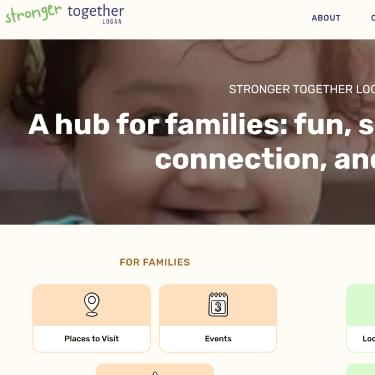 stronger together
LOGAN
ABOUT
STRONGER TOGETHER LOG
A hub for families: fun, s
connection, and
FOR FAMILIES
3
Places to Visit
Events
Loc